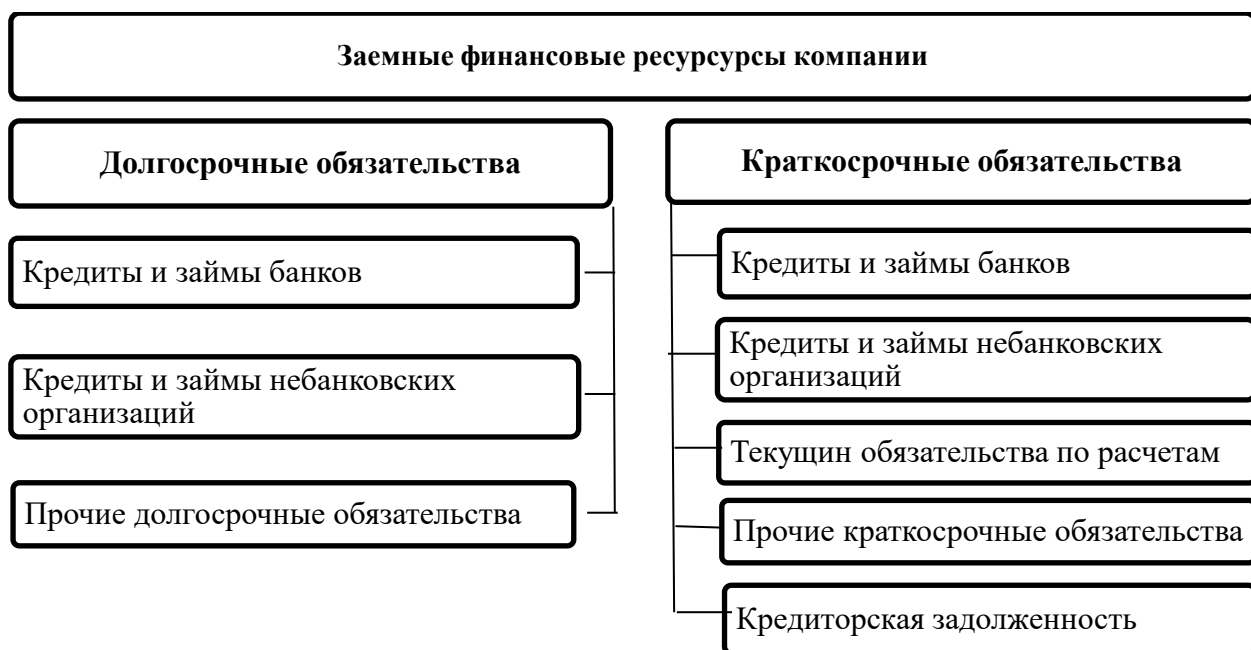 Заемные финансовые ресурсурсы компании
Долгосрочные обязательства
Кредиты и займы банков
Кредиты и займы небанковских
организаций
Прочие долгосрочные обязательства
Краткосрочные обязательства
Кредиты и займы банков
Кредиты и займы небанковских
организаций
Текущин обязательства по расчетам
Прочие краткосрочные обязательства
Кредиторская задолженность